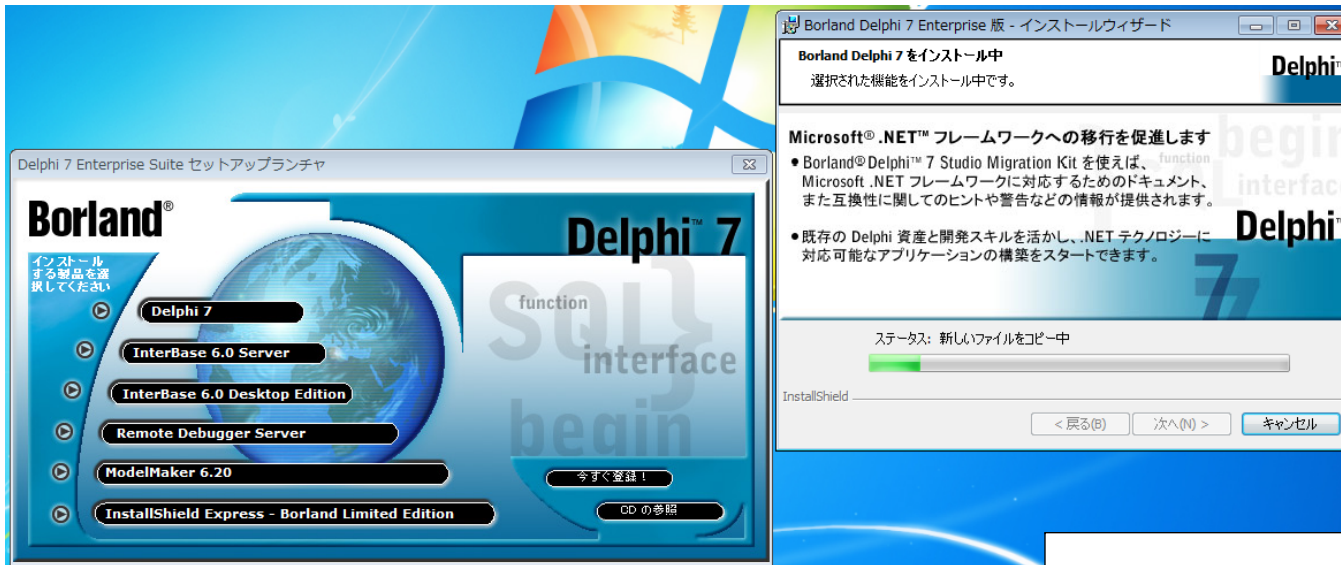 Delphi 7 Enterprise Suite セットアップランチャ
Borland®
Delphi™ 7
インストール
する製品を選
択してください
Delphi 7
InterBase 6.0 Server
InterBase 6.0 Desktop Edition
Remote Debugger Server
ModelMaker 6.20
InstallShield Express - Borland Limited Edition
function
SQL}
interface
begin
今すぐ登録！
CD の参照
Borland Delphi 7 Enterprise 版 - インストールウィザード
Borland Delphi 7 をインストール中
選択された機能をインストール中です。
Delphi™
Microsoft® .NET™ フレームワークへの移行を促進します
● Borland® Delphi™ 7 Studio Migration Kit を使えば、
Microsoft .NET フレームワークに対応するためのドキュメント、
また互換性に関してのヒントや警告などの情報が提供されます。
● 既存の Delphi 資産と開発スキルを活かし、.NET テクノロジーに
対応可能なアプリケーションの構築をスタートできます。
begin
function
interface
Delphi™
7
ステータス: 新しいファイルをコピー中
InstallShield
< 戻る(B)
次へ(N) >
キャンセル